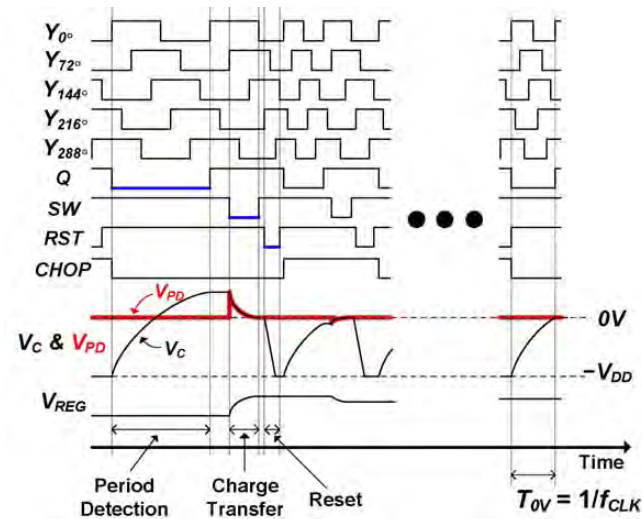 Y0°
Y72°
Y144°
Y216°
Y288°
Q
SW
RST
CHOP
VPD
0V
VC & VPD
VC
−VDD
VREG
Time
Period Detection
Charge Transfer
Reset
T0V = 1/fCLK